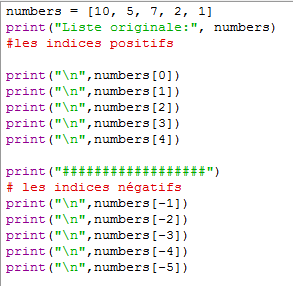 numbers = [10, 5, 7, 2, 1]
print("Liste originale:", numbers)
#les indices positifs
print("\n",numbers[0])
print("\n",numbers[1])
print("\n",numbers[2])
print("\n",numbers[3])
print("\n",numbers[4])
print("##################")
# les indices négatifs
print("\n",numbers[-1])
print("\n",numbers[-2])
print("\n",numbers[-3])
print("\n",numbers[-4])
print("\n",numbers[-5])